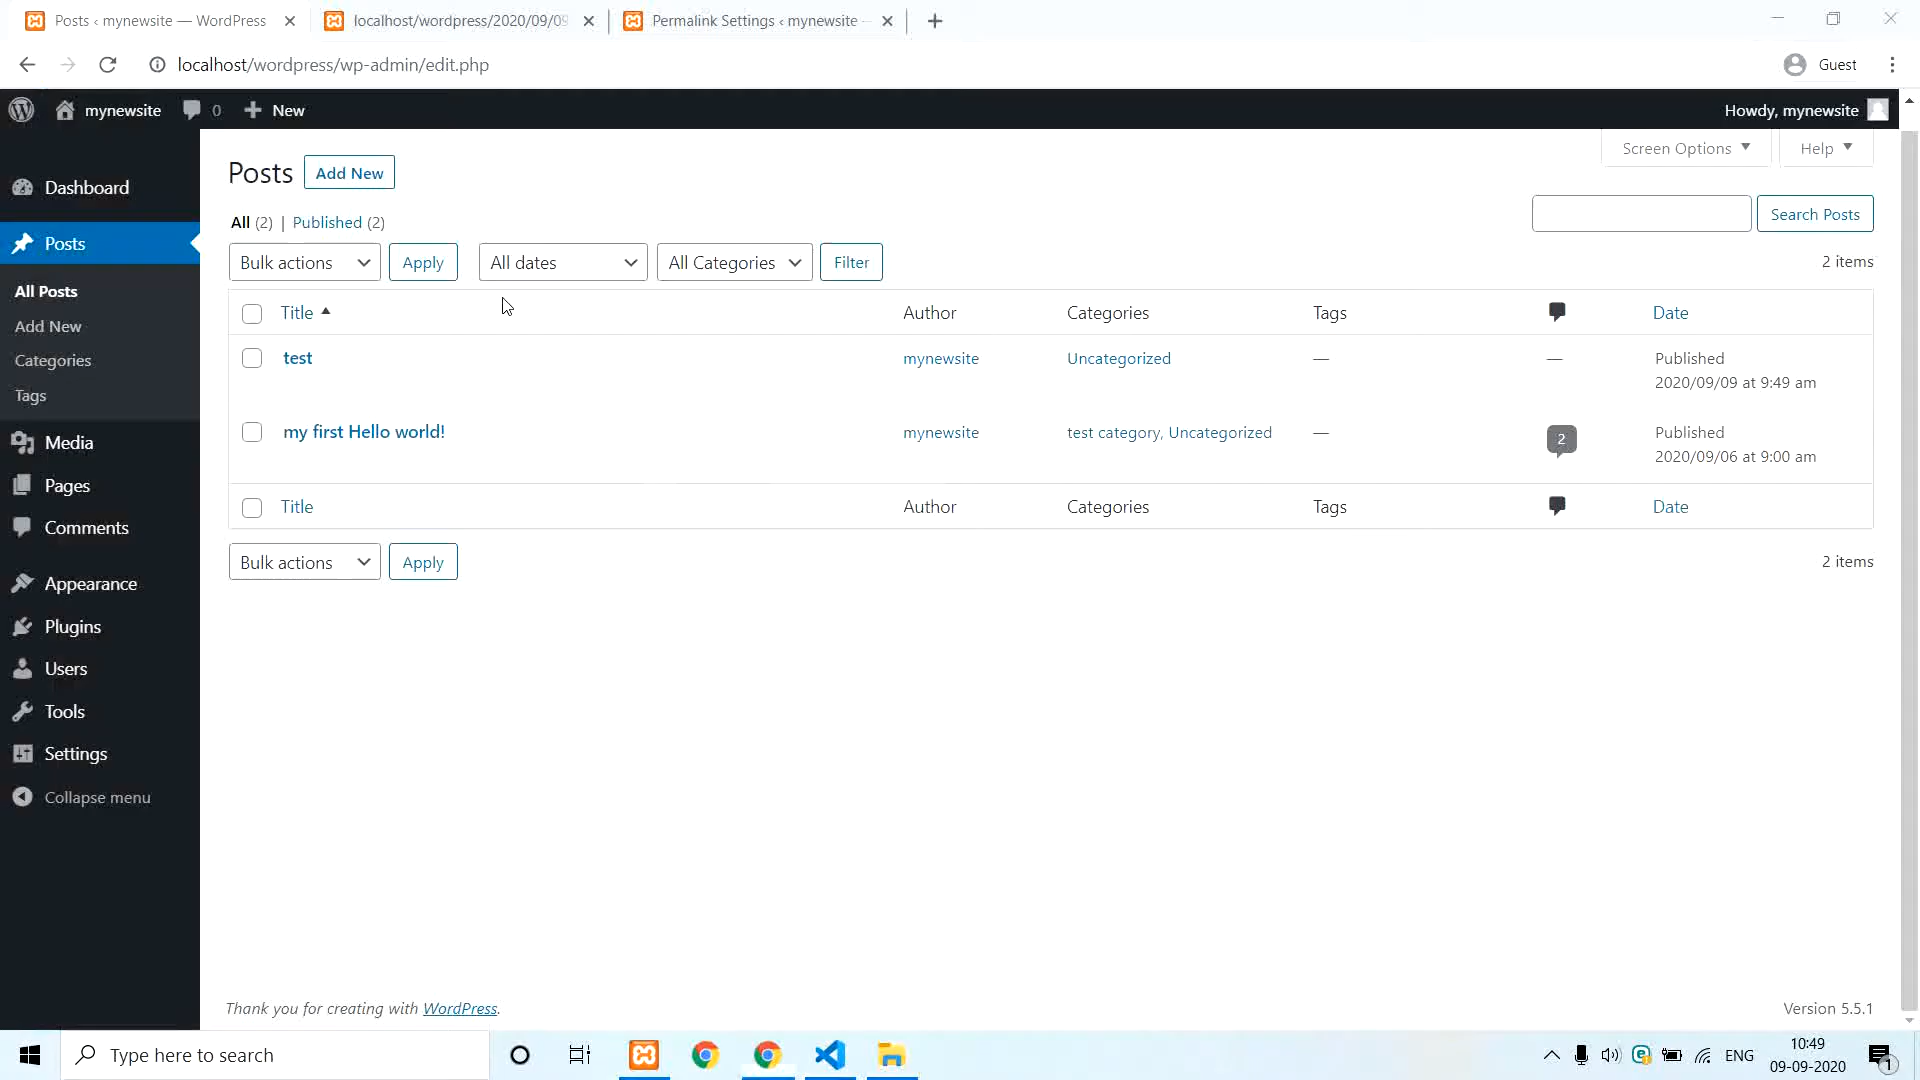 Posts ‹ mynewsite — WordPress
localhost/wordpress/2020/09/09
Permalink Settings ‹ mynewsite –
localhost/wordpress/wp-admin/edit.php
Guest
mynewsite
0
New
Howdy, mynewsite
Screen Options
Help
Posts
Add New
All (2) | Published (2)
Search Posts
Bulk actions
Apply
All dates
All Categories
Filter
2 items
Title
Author
Categories
Tags
Date
test
mynewsite
Uncategorized
—
—
Published
2020/09/09 at 9:49 am
my first Hello world!
mynewsite
test category, Uncategorized
—
2
Published
2020/09/06 at 9:00 am
Title
Author
Categories
Tags
Date
Bulk actions
Apply
2 items
Dashboard
Posts
All Posts
Add New
Categories
Tags
Media
Pages
Comments
Appearance
Plugins
Users
Tools
Settings
Collapse menu
Thank you for creating with WordPress.
Version 5.5.1
Type here to search
ENG
10:49
09-09-2020
1